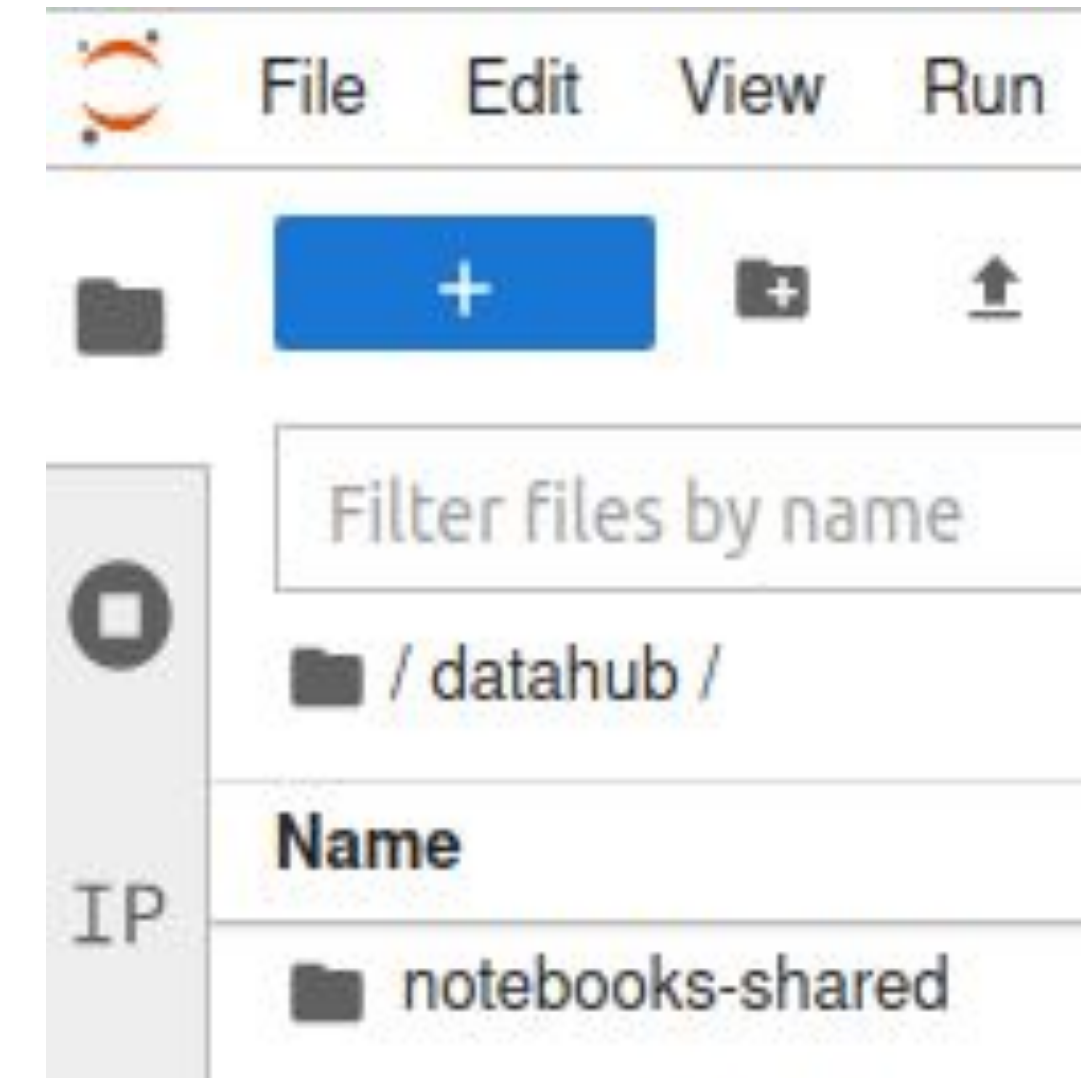 File Edit View Run
+
Filter files by name
/ datahub /
Name
IP
notebooks-shared